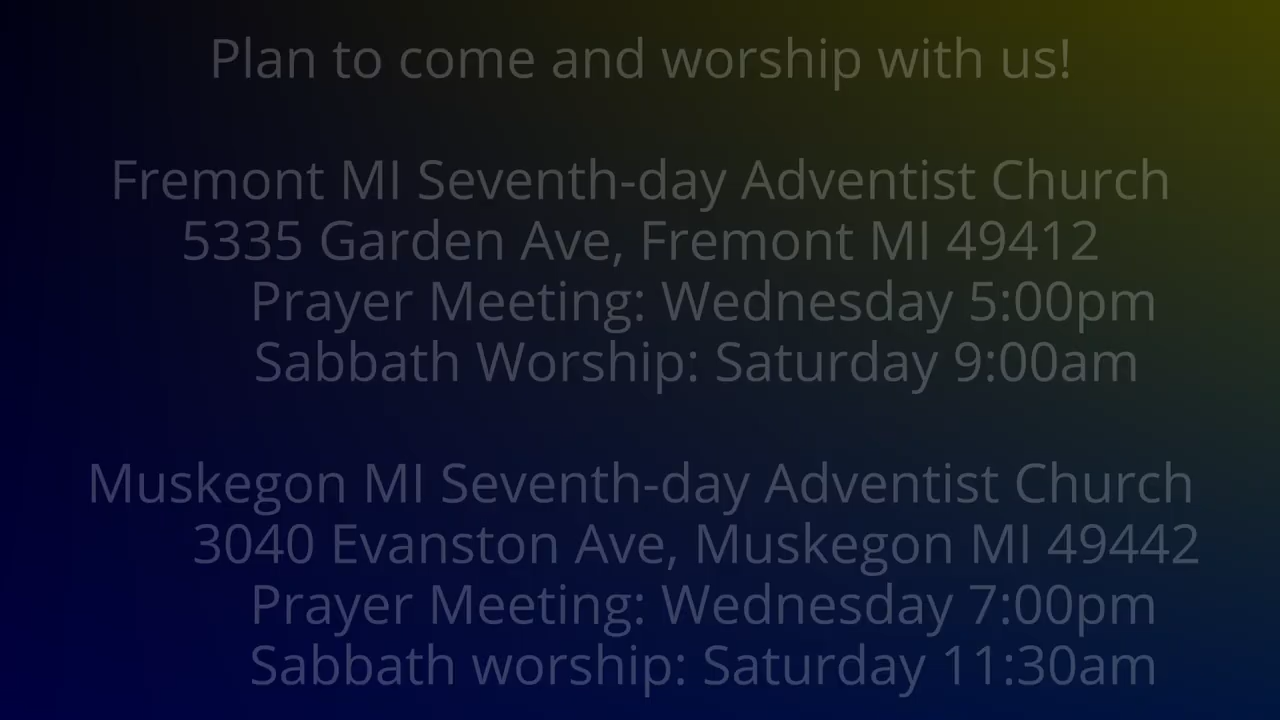 Plan to come and worship with us!
Fremont MI Seventh-day Adventist Church
5335 Garden Ave, Fremont MI 49412
Prayer Meeting: Wednesday 5:00pm
Sabbath Worship: Saturday 9:00am
Muskegon MI Seventh-day Adventist Church
3040 Evanston Ave, Muskegon MI 49442
Prayer Meeting: Wednesday 7:00pm
Sabbath worship: Saturday 11:30am